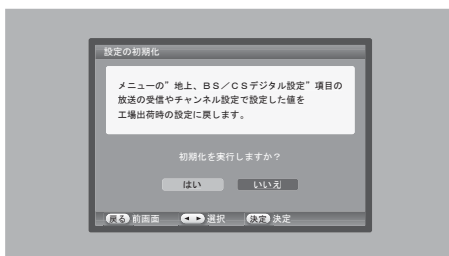 設定の初期化
メニューの”地上、ＢＳ／ＣＳデジタル設定”項目の
放送の受信やチャンネル設定で設定した値を
工場出荷時の設定に戻します。
初期化を実行しますか？
はい いいえ
戻る 前画面 ◀ ▶ 選択 決定 決定